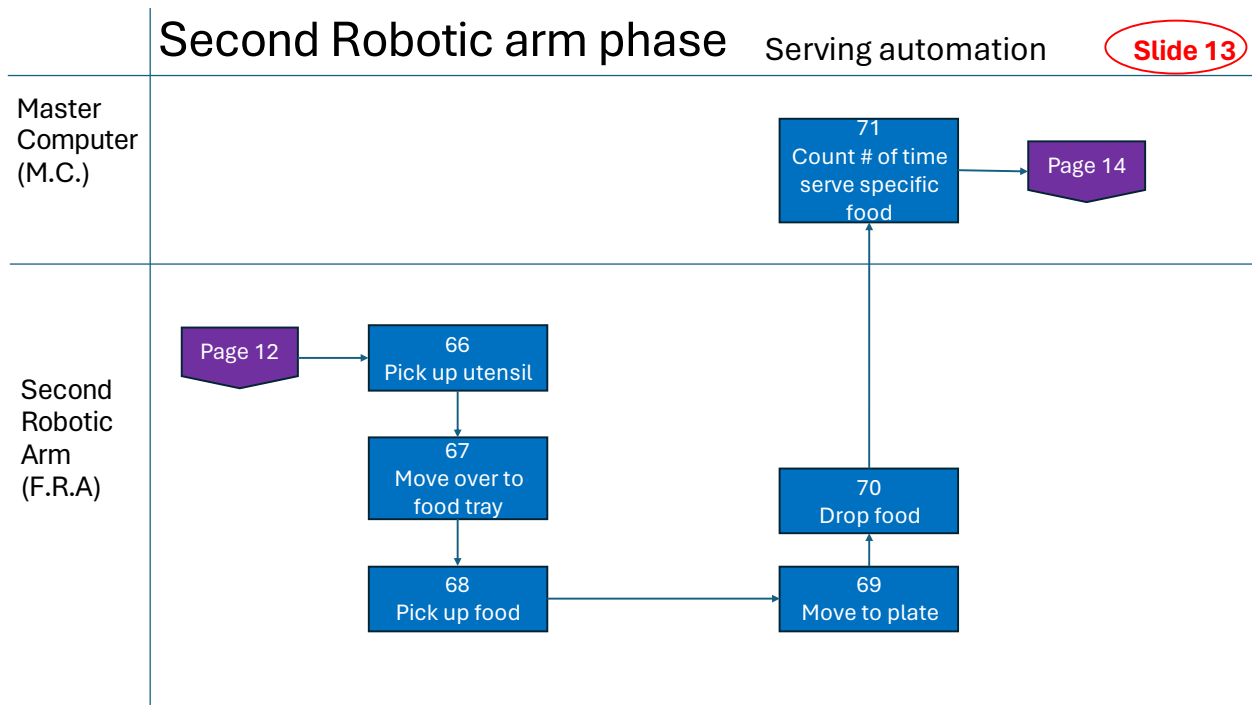 Second Robotic arm phase
Serving automation
Slide 13
Master
Computer
(M.C.)
71
Count # of time
serve specific
food
Page 14
Second
Robotic
Arm
(F.R.A)
Page 12
66
Pick up utensil
67
Move over to
food tray
68
Pick up food
69
Move to plate
70
Drop food